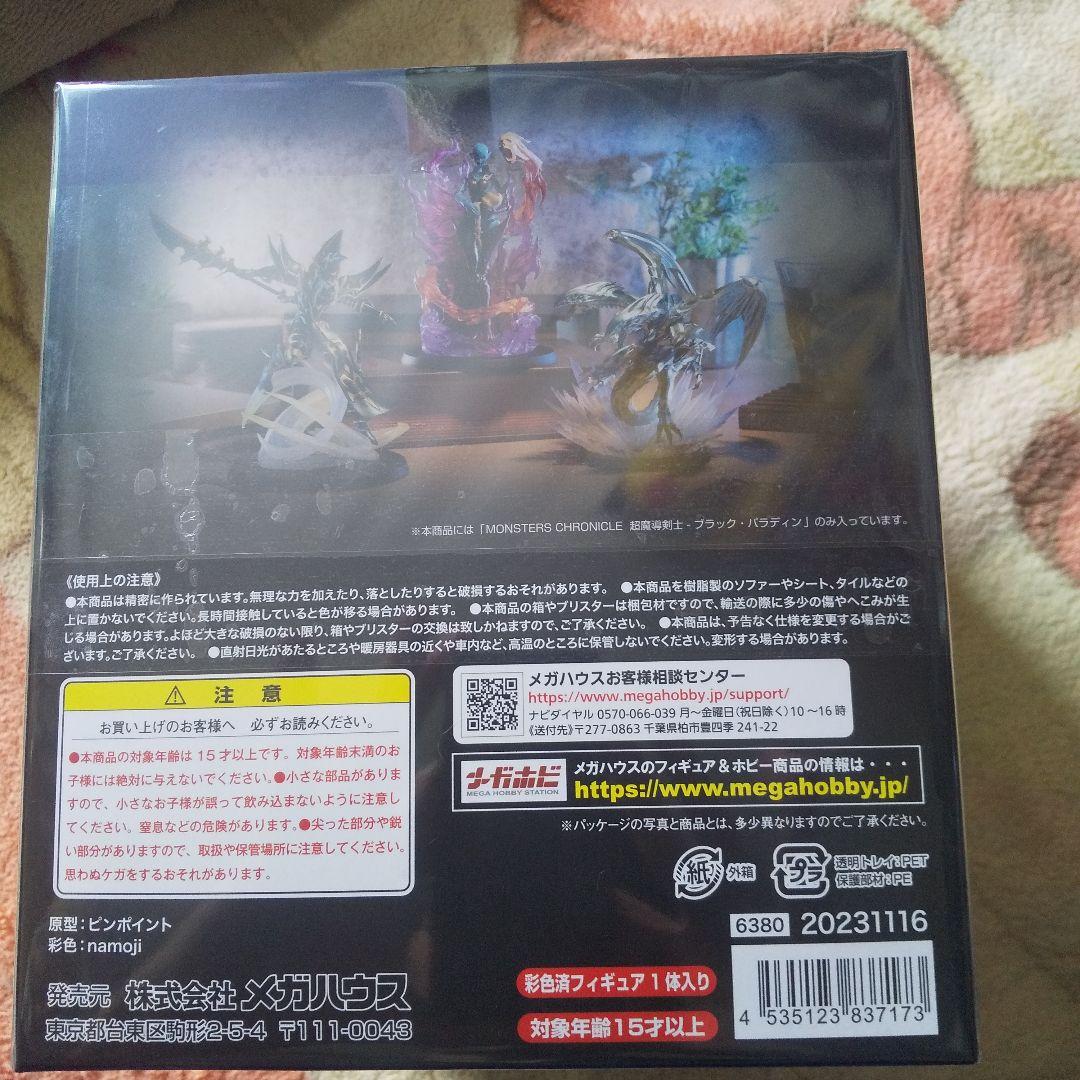 ※本商品には「MONSTERS CHRONICLE 超魔導剣士 - ブラック・パラディン」のみ入っています。
《使用上の注意》
●本商品は精密に作られています。無理な力を加えたり、落としたりすると破損するおそれがあります。 ●本商品を樹脂製のソファーやシート、タイルなどの
上に置かないでください。長時間接触していると色が移る場合があります。 ●本商品の箱やブリスターは梱包材ですので、輸送の際に多少の傷やへこみが生
じる場合があります。よほど大きな破損のない限り、箱やブリスターの交換は致しかねますので、ご了承ください。 ●本商品は、予告なく仕様を変更する場合がご
ざいます。ご了承ください。 ●直射日光があたるところや暖房器具の近くや車内など、高温のところに保管しないでください。変形する場合があります。
注意
お買い上げのお客様へ 必ずお読みください。
●本商品の対象年齢は15才以上です。対象年齢未満のお
子様には絶対に与えないでください。●小さな部品がありま
すので、小さなお子様が誤って飲み込まないように注意し
てください。窒息などの危険があります。●尖った部分や鋭
い部分がありますので、取扱や保管場所に注意してください。
思わぬケガをするおそれがあります。
メガハウスお客様相談センター
https://www.megahobby.jp/support/
ナビダイヤル 0570-066-039 月～金曜日(祝日除く)10～16時
《送付先》〒277-0863 千葉県柏市豊四季 241-22
メガホビ
MEGA HOBBY STATION
メガハウスのフィギュア＆ホビー商品の情報は・・・
https://www.megahobby.jp/
※パッケージの写真と商品とは、多少異なりますのでご了承ください。
紙
外箱
プラ
透明トレイ:PET
保護部材:PE
原型:ピンポイント
彩色:namoji
6380 20231116
発売元 株式会社メガハウス
東京都台東区駒形2-5-4 〒111-0043
彩色済フィギュア1体入り
対象年齢15才以上
4 535123 837173